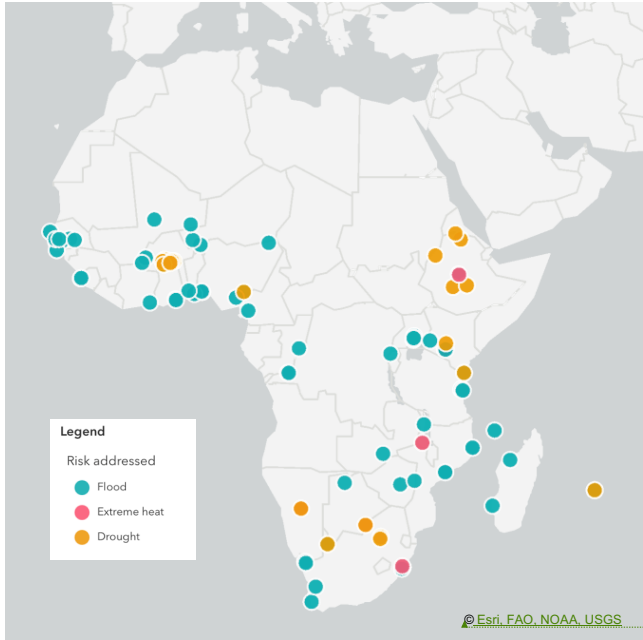 Legend
Risk addressed
Flood
Extreme heat
Drought
© Esri, FAO, NOAA, USGS